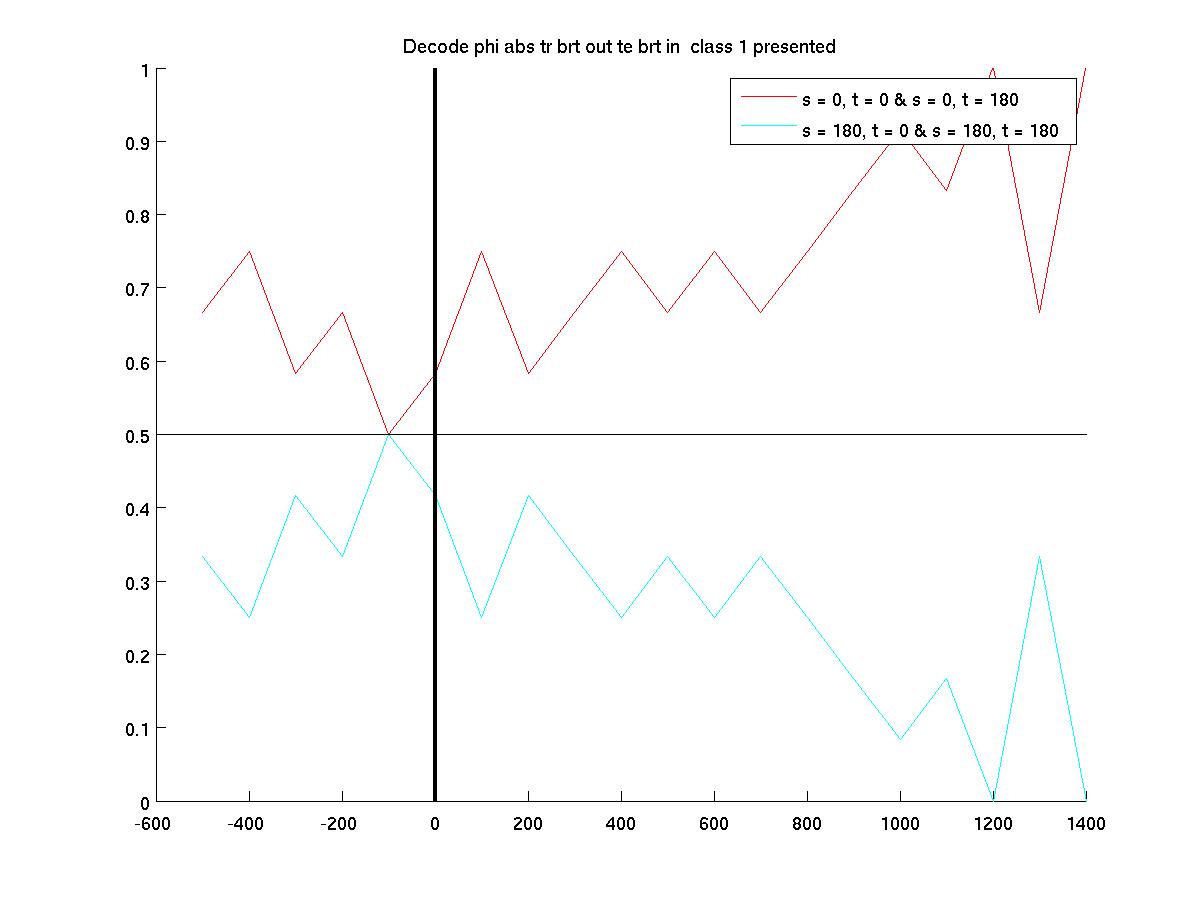 Decode phi abs tr brt out te brt in  class 1 presented
1
s = 0, t = 0 & s = 0, t = 180
s = 180, t = 0 & s = 180, t = 180
0.9
0.8
0.7
0.6
0.5
0.4
0.3
0.2
0.1
0
-600 -400 -200 0 200 400 600 800 1000 1200 1400